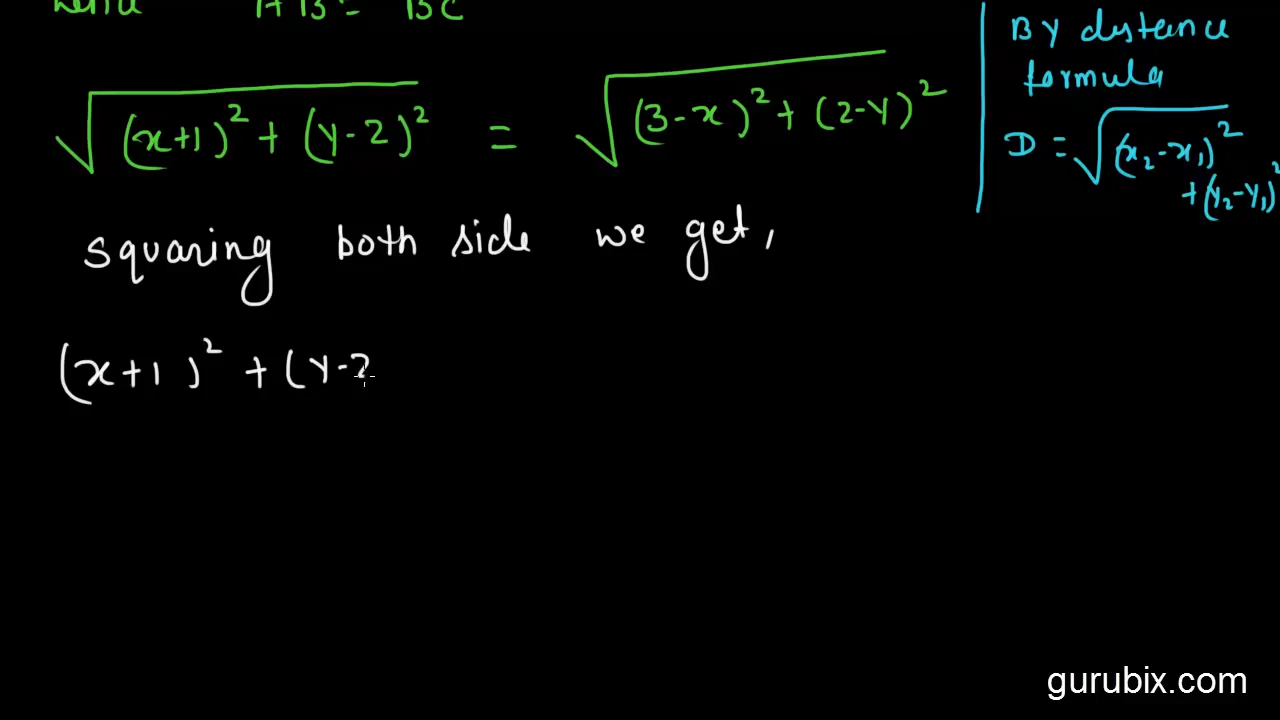 AB = BC
√(x+1)² + (y-2)² = √(3-x)² + (2-y)²
By distance
formula
D = √(x₂-x₁)²
+(y₂-y₁)²
squaring both side we get,
(x+1)² + (y-2
gurubix.com